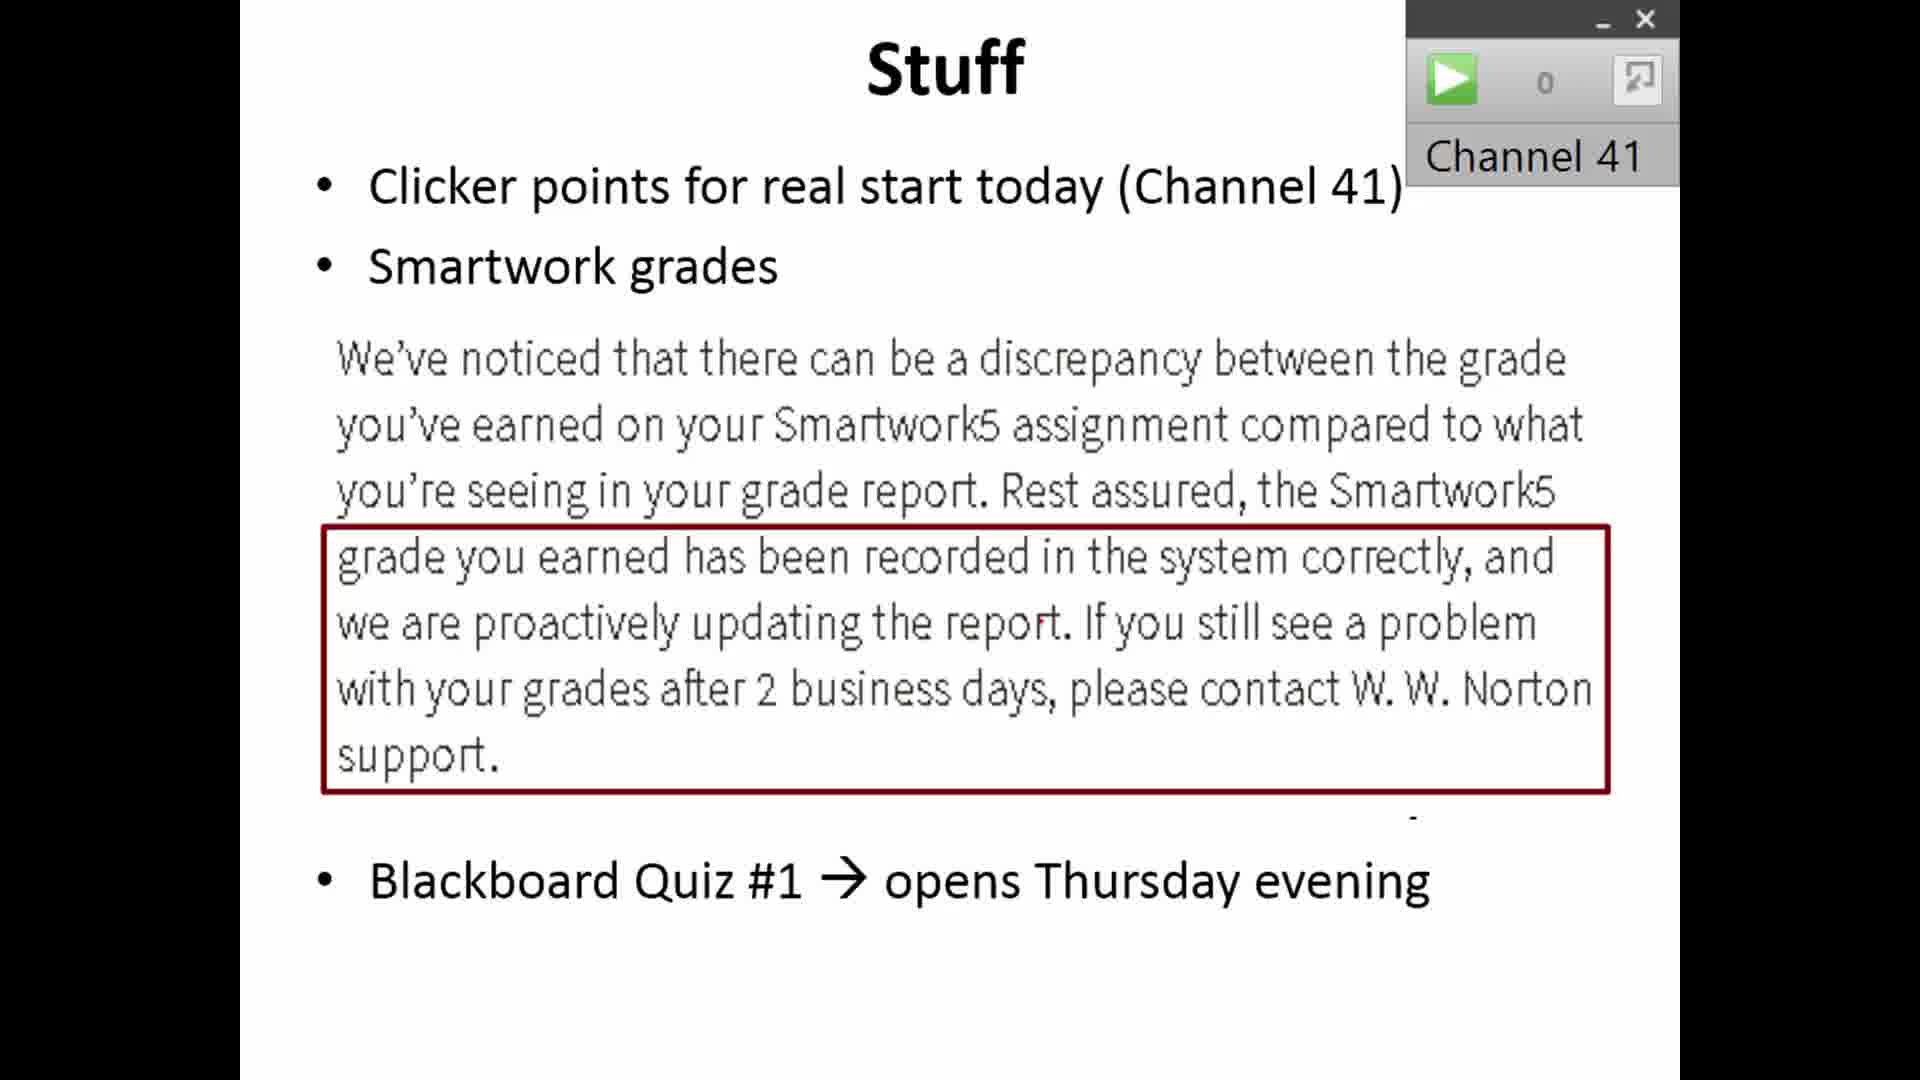 Stuff
0
Channel 41
• Clicker points for real start today (Channel 41)
• Smartwork grades
We've noticed that there can be a discrepancy between the grade
you've earned on your Smartwork5 assignment compared to what
you're seeing in your grade report. Rest assured, the Smartwork5
grade you earned has been recorded in the system correctly, and
we are proactively updating the report. If you still see a problem
with your grades after 2 business days, please contact W. W. Norton
support.
• Blackboard Quiz #1 → opens Thursday evening